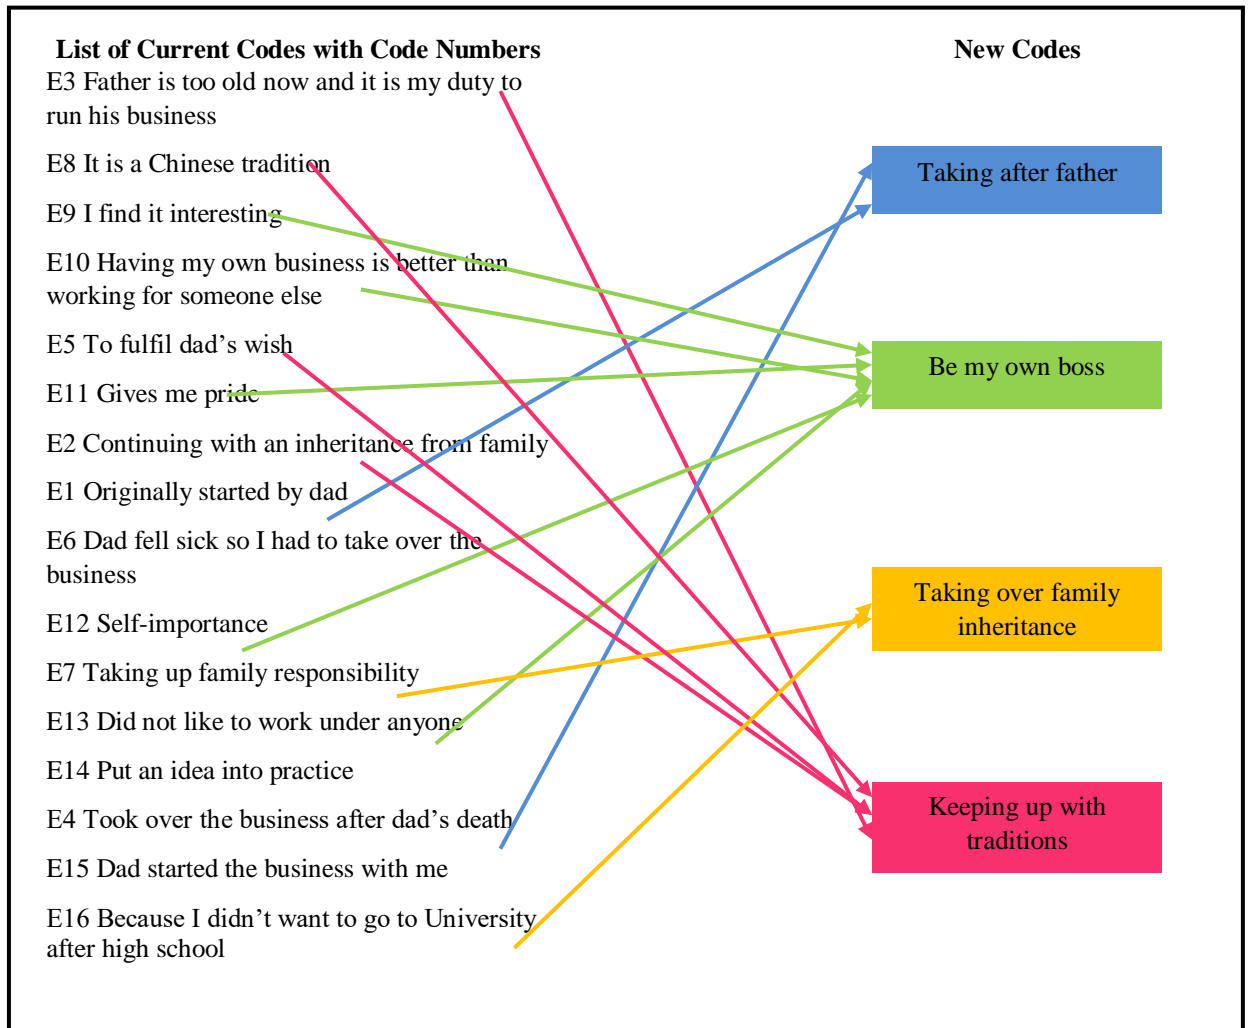 List of Current Codes with Code Numbers
E3 Father is too old now and it is my duty to
run his business
E8 It is a Chinese tradition
E9 I find it interesting
E10 Having my own business is better than
working for someone else
E5 To fulfil dad’s wish
E11 Gives me pride
E2 Continuing with an inheritance from family
E1 Originally started by dad
E6 Dad fell sick so I had to take over the
business
E12 Self-importance
E7 Taking up family responsibility
E13 Did not like to work under anyone
E14 Put an idea into practice
E4 Took over the business after dad’s death
E15 Dad started the business with me
E16 Because I didn’t want to go to University
after high school
New Codes
Taking after father
Be my own boss
Taking over family
inheritance
Keeping up with
traditions